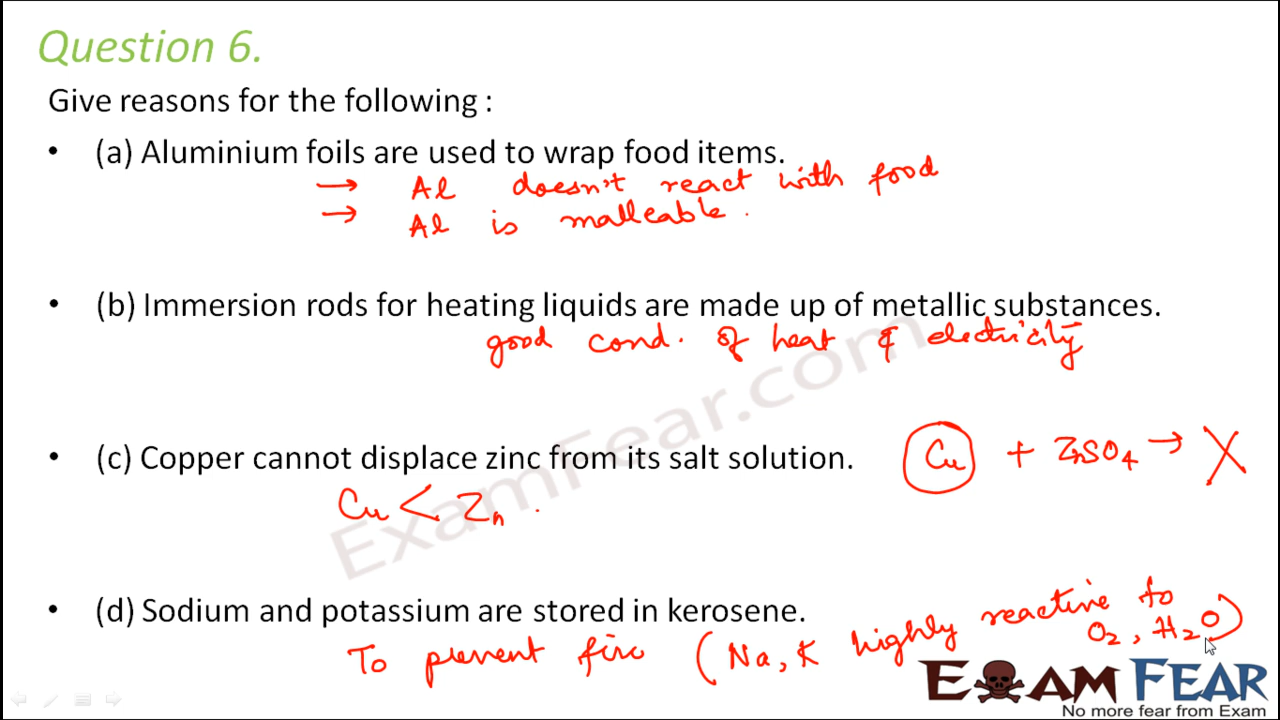 Question 6.
Give reasons for the following :
• (a) Aluminium foils are used to wrap food items.
→ Al doesn't react with food
→ Al is malleable.
• (b) Immersion rods for heating liquids are made up of metallic substances.
good cond. of heat & electricity
• (c) Copper cannot displace zinc from its salt solution.
Cu + ZnSO4 → X
Cu < Zn .
• (d) Sodium and potassium are stored in kerosene.
To prevent fire (Na, K highly reactive to
O2, H2O)
ExamFear.com
EXAM FEAR
No more fear from Exam